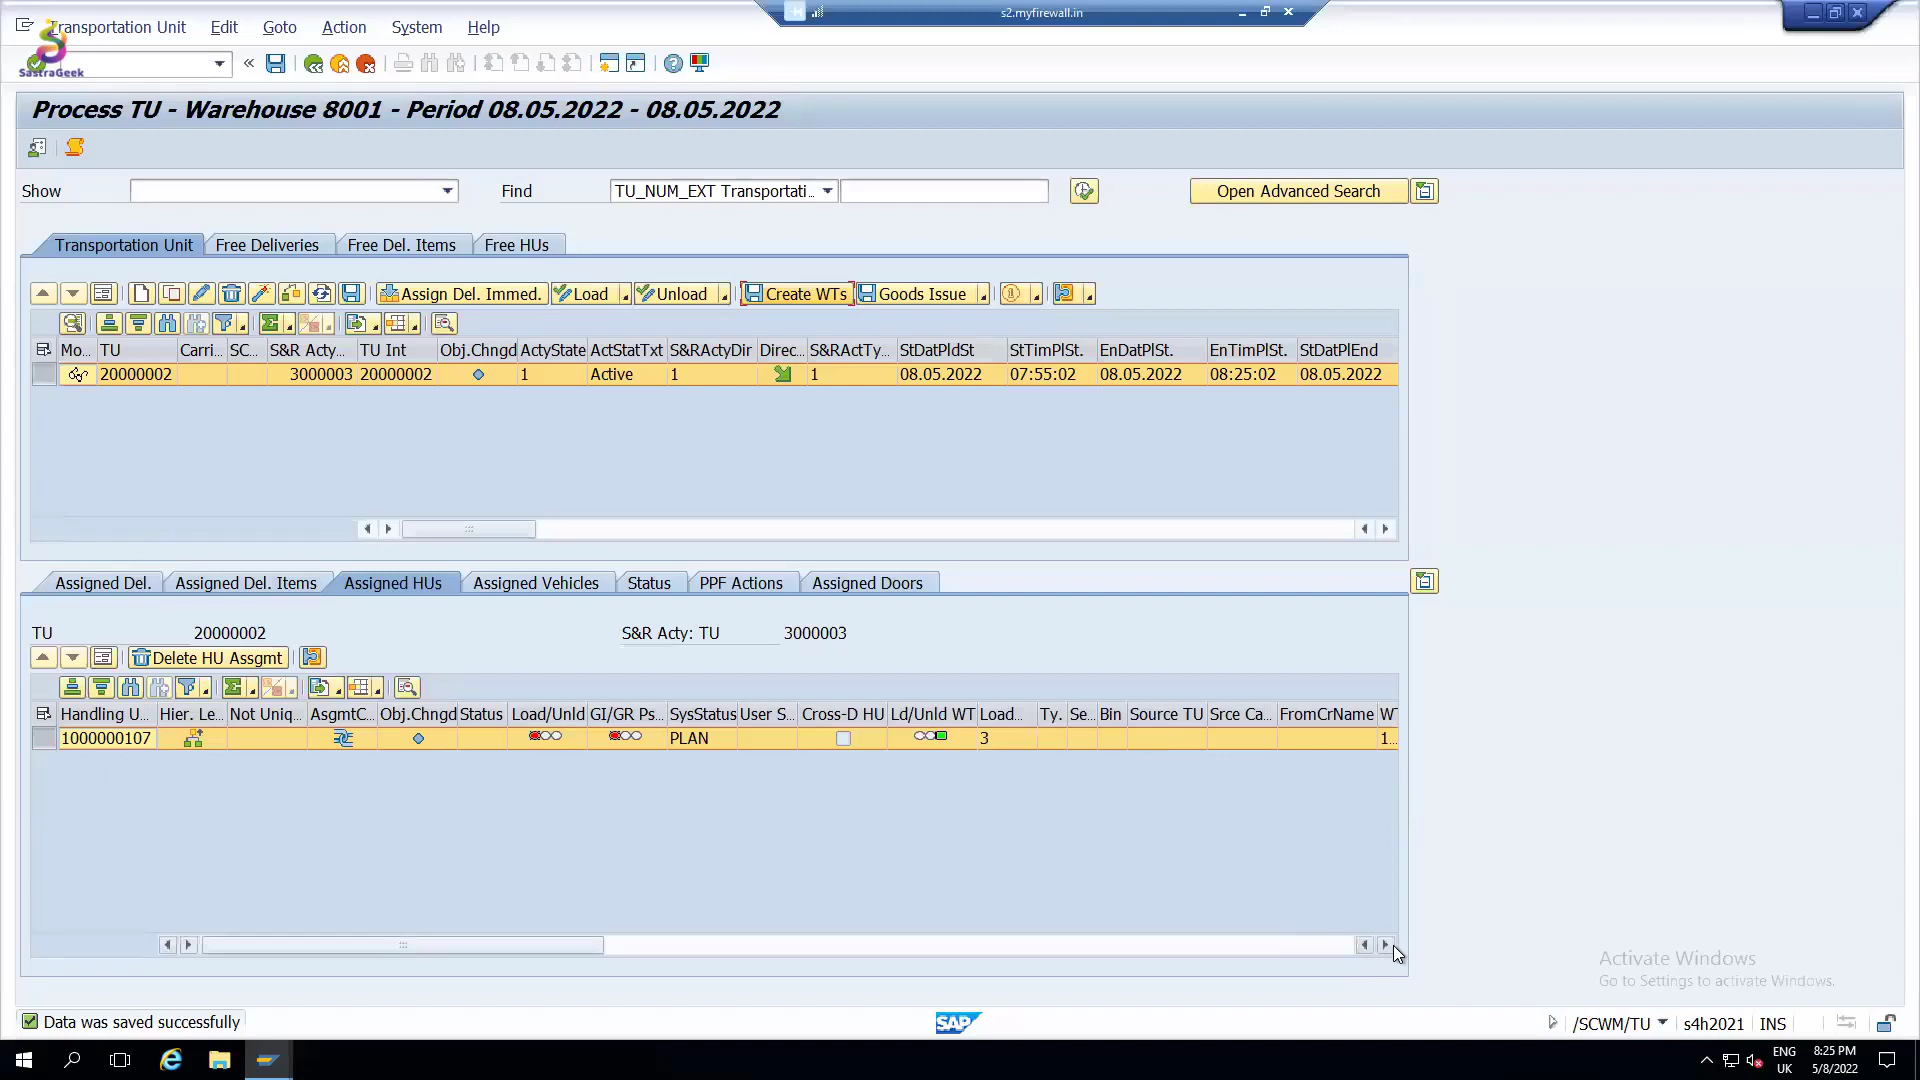 Transportation Unit Edit Goto Action System Help
s2.myfirewall.in
SastraGeek
Process TU - Warehouse 8001 - Period 08.05.2022 - 08.05.2022
Show Find TU_NUM_EXT Transportati... Open Advanced Search
Transportation Unit Free Deliveries Free Del. Items Free HUs
Assign Del. Immed. Load Unload Create WTs Goods Issue
Mo... TU Carri... SC... S&R Acty... TU Int Obj.Chngd ActyState ActStatTxt S&RActyDir Direc... S&RActTy... StDatPldSt StTimPlSt. EnDatPlSt. EnTimPlSt. StDatPlEnd
20000002 3000003 20000002 1 Active 1 1 08.05.2022 07:55:02 08.05.2022 08:25:02 08.05.2022
Assigned Del. Assigned Del. Items Assigned HUs Assigned Vehicles Status PPF Actions Assigned Doors
TU 20000002 S&R Acty: TU 3000003
Delete HU Assgmt
Handling U... Hier. Le... Not Uniq... AsgmtC... Obj.Chngd Status Load/Unld GI/GR Ps... SysStatus User S... Cross-D HU Ld/Unld WT Load... Ty. Se... Bin Source TU Srce Ca... FromCrName WT
1000000107 PLAN 3 1...
Activate Windows
Go to Settings to activate Windows.
Data was saved successfully SAP /SCWM/TU s4h2021 INS
ENG 8:25 PM
UK 5/8/2022